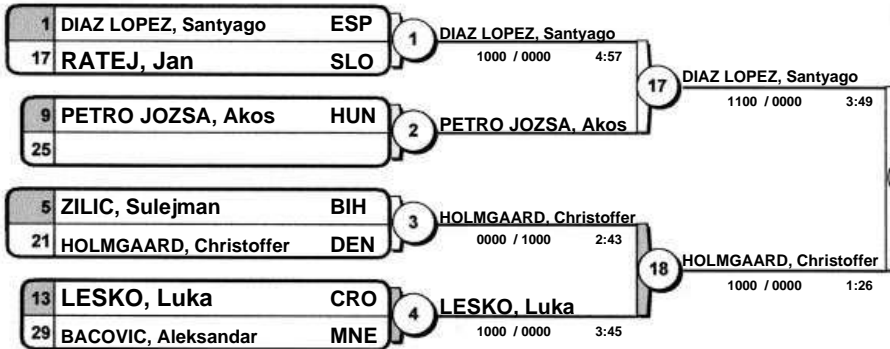 1 DIAZ LOPEZ, Santyago ESP
17 RATEJ, Jan SLO
1
DIAZ LOPEZ, Santyago
1000 / 0000 4:57
9 PETRO JOZSA, Akos HUN
25
2
PETRO JOZSA, Akos
17
DIAZ LOPEZ, Santyago
1100 / 0000 3:49
5 ZILIC, Sulejman BIH
21 HOLMGAARD, Christoffer DEN
3
HOLMGAARD, Christoffer
0000 / 1000 2:43
13 LESKO, Luka CRO
29 BACOVIC, Aleksandar MNE
4
LESKO, Luka
1000 / 0000 3:45
18
HOLMGAARD, Christoffer
1000 / 0000 1:26